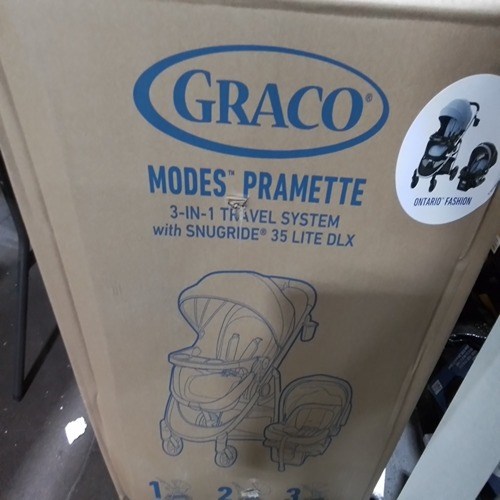 GRACO®
MODES™ PRAMETTE
3-IN-1 TRAVEL SYSTEM
with SNUGRIDE® 35 LITE DLX
ONTARIO™ FASHION
1 2 3